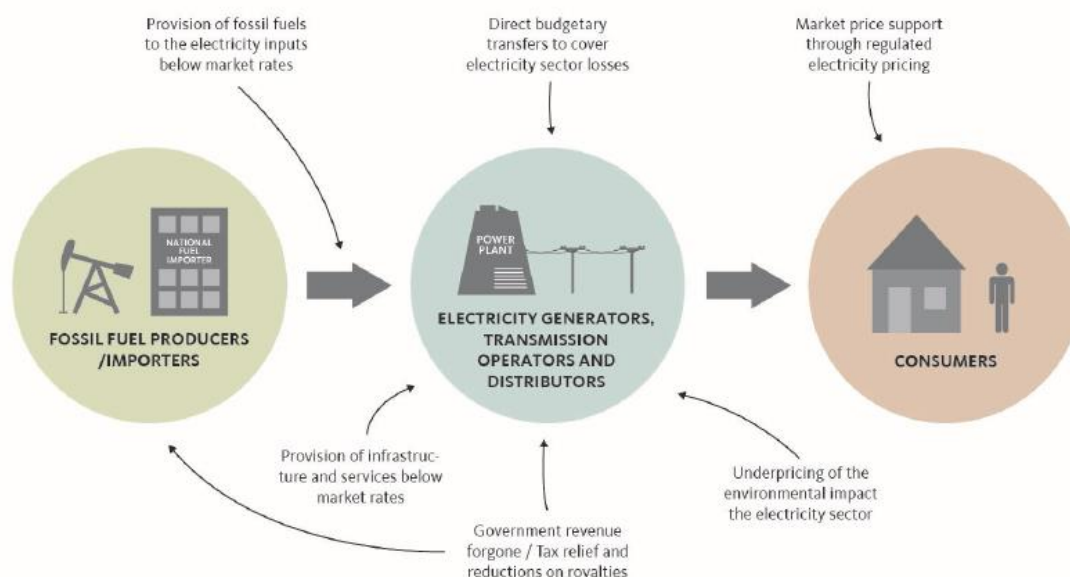 Provision of fossil fuels
to the electricity inputs
below market rates
Direct budgetary
transfers to cover
electricity sector losses
Market price support
through regulated
electricity pricing
NATIONAL
FUEL
IMPORTER
FOSSIL FUEL PRODUCERS
/IMPORTERS
POWER
PLANT
ELECTRICITY GENERATORS,
TRANSMISSION
OPERATORS AND
DISTRIBUTORS
CONSUMERS
Provision of infrastruc-
ture and services below
market rates
Government revenue
forgone / Tax relief and
reductions on royalties
Underpricing of the
environmental impact
the electricity sector